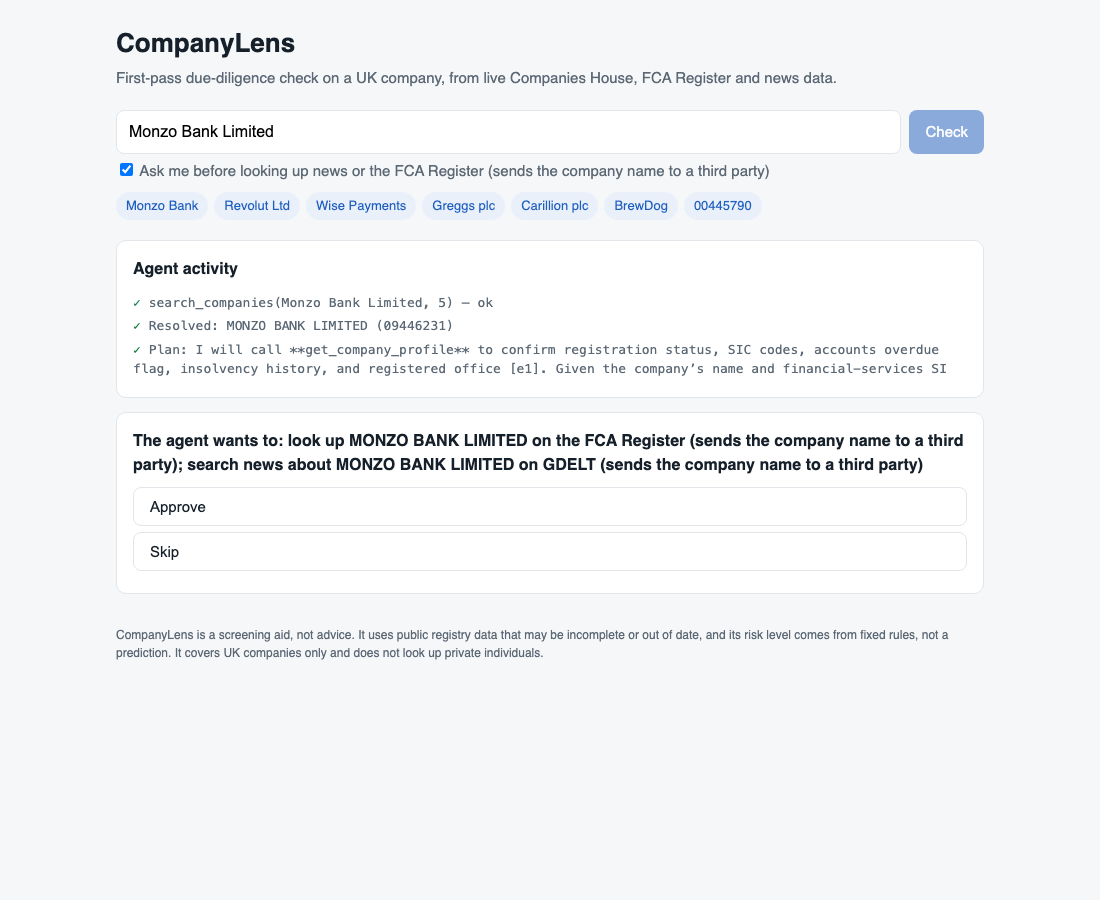 CompanyLens
First-pass due-diligence check on a UK company, from live Companies House, FCA Register and news data.
Monzo Bank Limited
Check
Ask me before looking up news or the FCA Register (sends the company name to a third party)
Monzo Bank
Revolut Ltd
Wise Payments
Greggs plc
Carillion plc
BrewDog
00445790
Agent activity
✓ search_companies(Monzo Bank Limited, 5) — ok
✓ Resolved: MONZO BANK LIMITED (09446231)
✓ Plan: I will call **get_company_profile** to confirm registration status, SIC codes, accounts overdue
flag, insolvency history, and registered office [e1]. Given the company’s name and financial-services SI
The agent wants to: look up MONZO BANK LIMITED on the FCA Register (sends the company name to a third
party); search news about MONZO BANK LIMITED on GDELT (sends the company name to a third party)
Approve
Skip
CompanyLens is a screening aid, not advice. It uses public registry data that may be incomplete or out of date, and its risk level comes from fixed rules, not a
prediction. It covers UK companies only and does not look up private individuals.